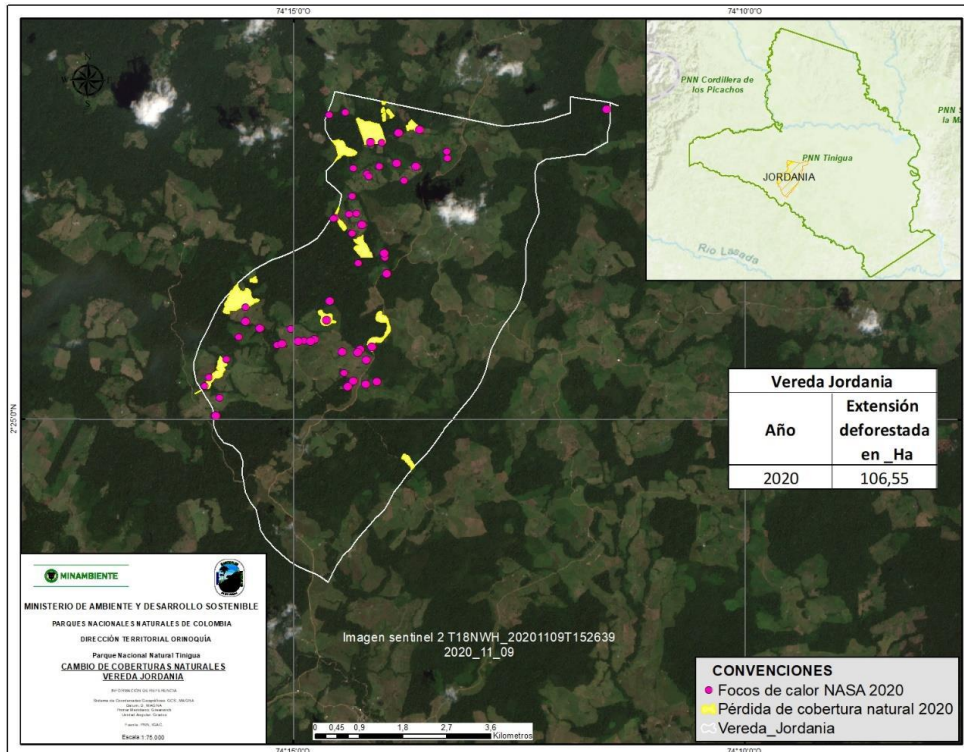 74°15'0"O
74°10'0"O
PNN Cordillera de
los Picachos
PNN Tinigua
JORDANIA
Rio Losada
2°25'0"N
Vereda Jordania
Año
Extensión
deforestada
en _Ha
2020
106,55
MINAMBIENTE
MINISTERIO DE AMBIENTE Y DESARROLLO SOSTENIBLE
PARQUES NACIONALES NATURALES DE COLOMBIA
DIRECCIÓN TERRITORIAL ORINOQUÍA
Parque Nacional Natural Tinigua
CAMBIO DE COBERTURAS NATURALES
VEREDA JORDANIA
Escala 1:75.000
Imagen sentinel 2 T18NWH_20201109T152639
2020_11_09
CONVENCIONES
Focos de calor NASA 2020
Pérdida de cobertura natural 2020
Vereda_Jordania
0 0,45 0,9 1,8 2,7 3,6
Kilometros
74°15'0"O
74°10'0"O